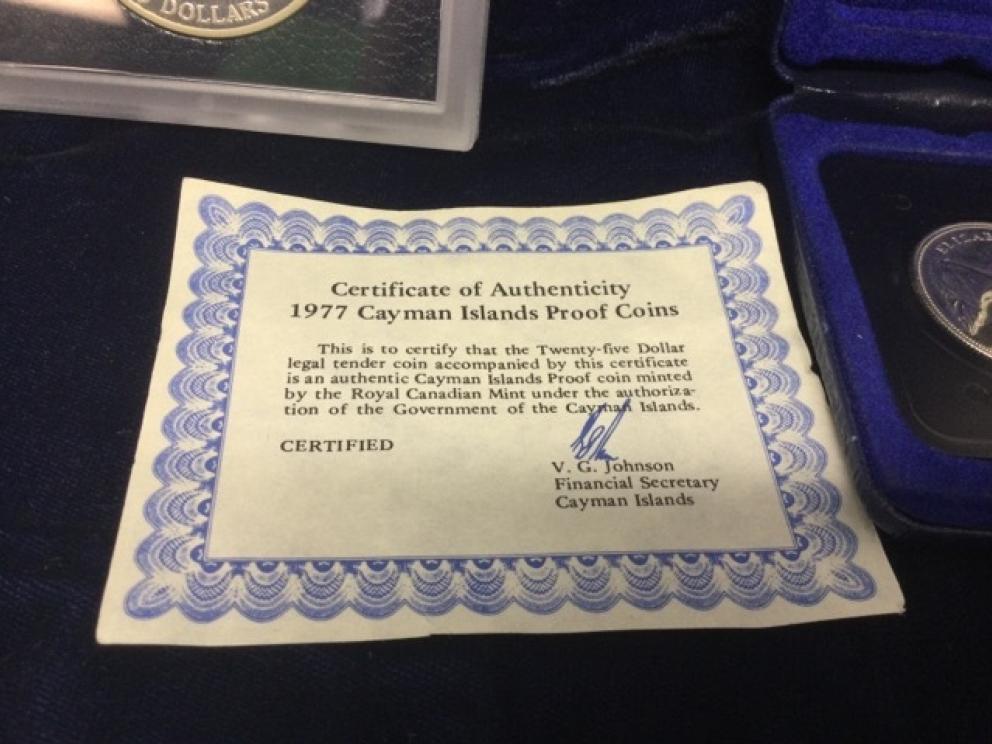 DOLLARS
Certificate of Authenticity
1977 Cayman Islands Proof Coins
This is to certify that the Twenty-five Dollar
legal tender coin accompanied by this certificate
is an authentic Cayman Islands Proof coin minted
by the Royal Canadian Mint under the authoriza-
tion of the Government of the Cayman Islands.
CERTIFIED
V. G. Johnson
Financial Secretary
Cayman Islands